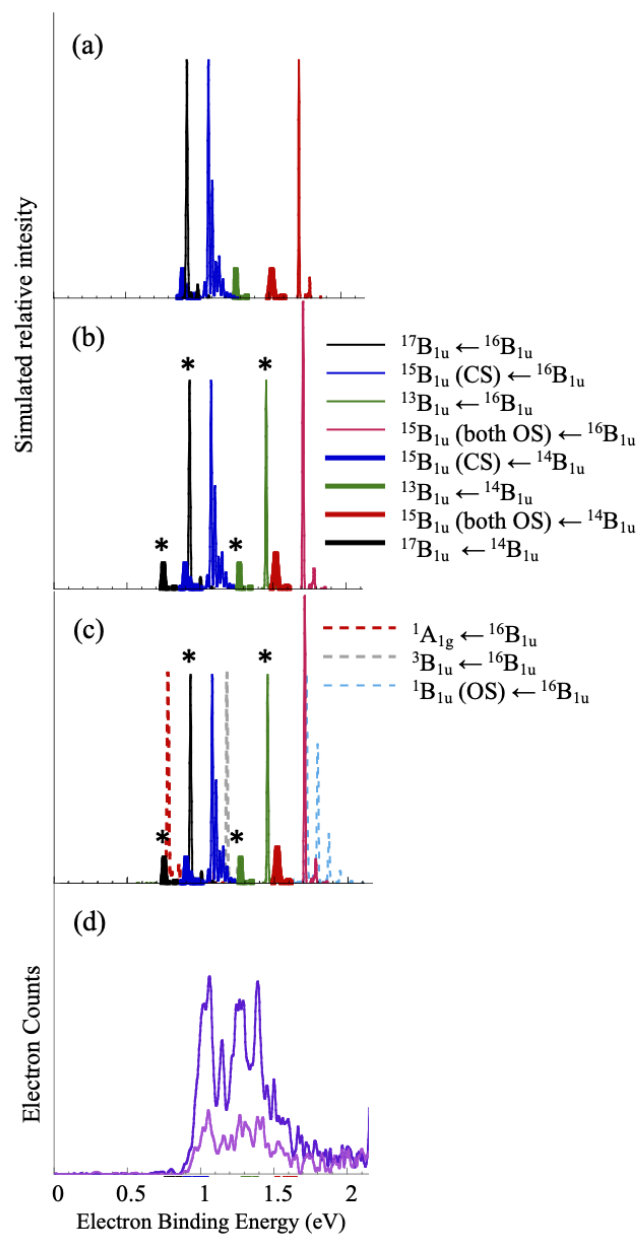 (a)
Simulated relative intesity
(b)
* *
¹⁷B₁ᵤ ← ¹⁶B₁ᵤ
¹⁵B₁ᵤ (CS) ← ¹⁶B₁ᵤ
¹³B₁ᵤ ← ¹⁶B₁ᵤ
¹⁵B₁ᵤ (both OS) ← ¹⁶B₁ᵤ
¹⁵B₁ᵤ (CS) ← ¹⁴B₁ᵤ
¹³B₁ᵤ ← ¹⁴B₁ᵤ
¹⁵B₁ᵤ (both OS) ← ¹⁴B₁ᵤ
¹⁷B₁ᵤ ← ¹⁴B₁ᵤ
* *
(c)
* *
¹A₁g ← ¹⁶B₁ᵤ
³B₁ᵤ ← ¹⁶B₁ᵤ
¹B₁ᵤ (OS) ← ¹⁶B₁ᵤ
* *
(d)
Electron Counts
0 0.5 1 1.5 2
Electron Binding Energy (eV)